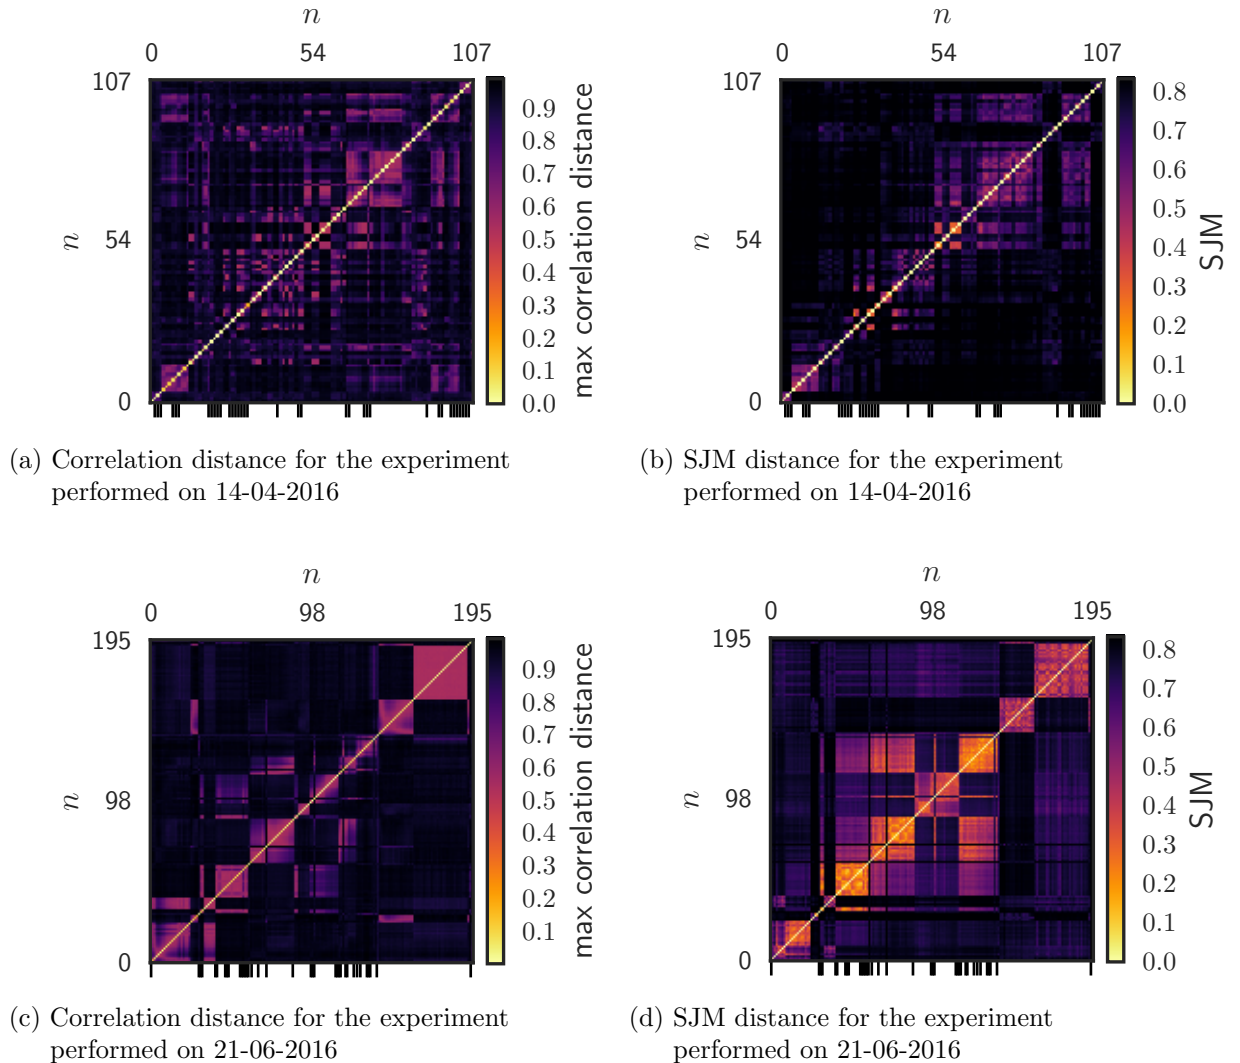 n
0 54 107
107
54
0
n
0.9
0.8
0.7
0.6
0.5
0.4
0.3
0.2
0.1
0.0
max correlation distance
(a) Correlation distance for the experiment
performed on 14-04-2016
n
0 54 107
107
54
0
n
0.8
0.7
0.6
0.5
0.4
0.3
0.2
0.1
0.0
SJM
(b) SJM distance for the experiment
performed on 14-04-2016
n
0 98 195
195
98
0
n
0.9
0.8
0.7
0.6
0.5
0.4
0.3
0.2
0.1
max correlation distance
(c) Correlation distance for the experiment
performed on 21-06-2016
n
0 98 195
195
98
0
n
0.8
0.7
0.6
0.5
0.4
0.3
0.2
0.1
0.0
SJM
(d) SJM distance for the experiment
performed on 21-06-2016